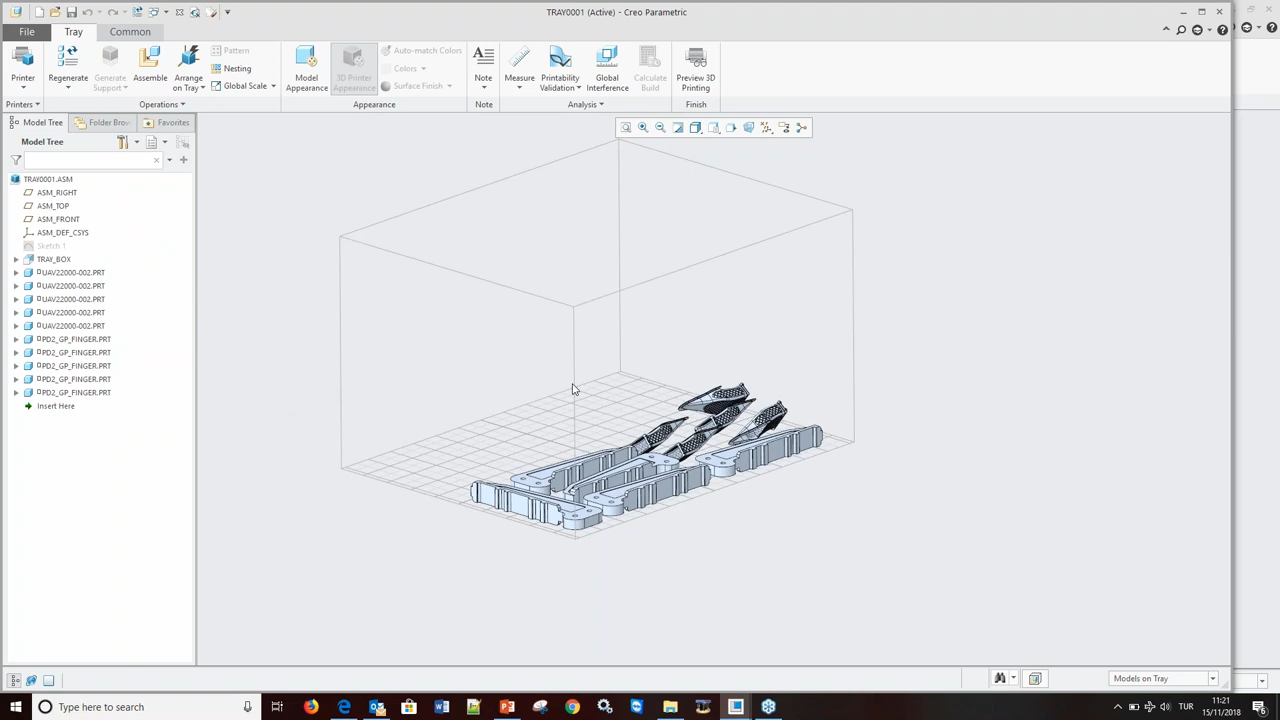 TRAY0001 (Active) - Creo Parametric
File
Tray
Common
Printer
Regenerate
Generate Support
Assemble
Arrange on Tray
Pattern
Nesting
Global Scale
Model Appearance
3D Printer Appearance
Auto-match Colors
Colors
Surface Finish
Note
Measure
Printability Validation
Global Interference
Calculate Build
Preview 3D Printing
Printers
Operations
Appearance
Note
Analysis
Finish
Model Tree
Folder Brow
Favorites
Model Tree
TRAY0001.ASM
ASM_RIGHT
ASM_TOP
ASM_FRONT
ASM_DEF_CSYS
Sketch 1
TRAY_BOX
UAV22000-002.PRT
UAV22000-002.PRT
UAV22000-002.PRT
UAV22000-002.PRT
UAV22000-002.PRT
PD2_GP_FINGER.PRT
PD2_GP_FINGER.PRT
PD2_GP_FINGER.PRT
PD2_GP_FINGER.PRT
PD2_GP_FINGER.PRT
Insert Here
Models on Tray
Type here to search
TUR
11:21
15/11/2018